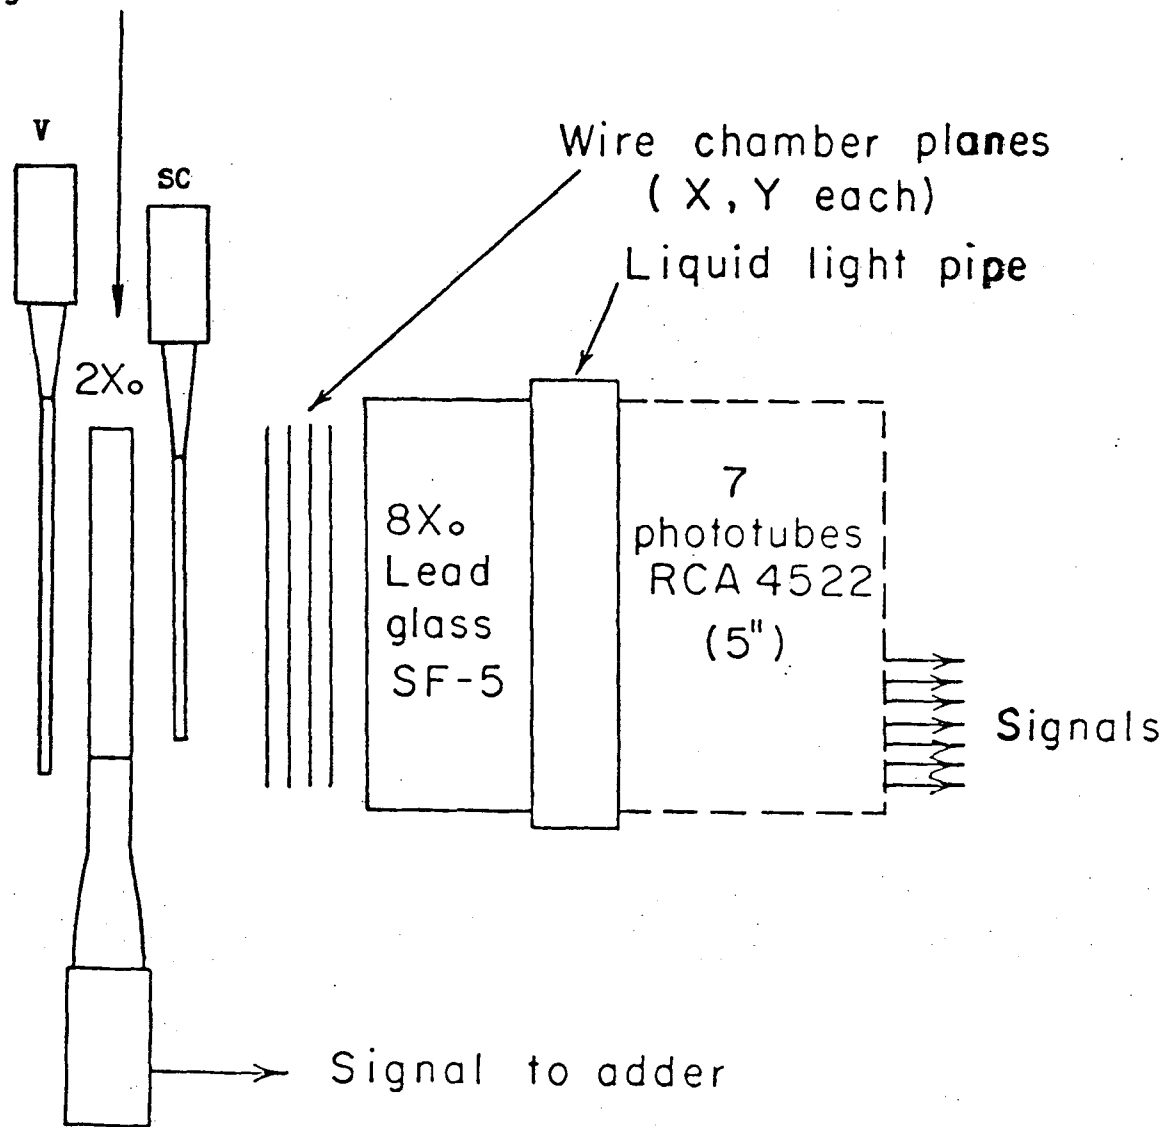 V
SC
Wire chamber planes
(X, Y each)
Liquid light pipe
2X₀
8X₀
Lead
glass
SF-5
7
phototubes
RCA 4522
(5")
Signals
Signal to adder